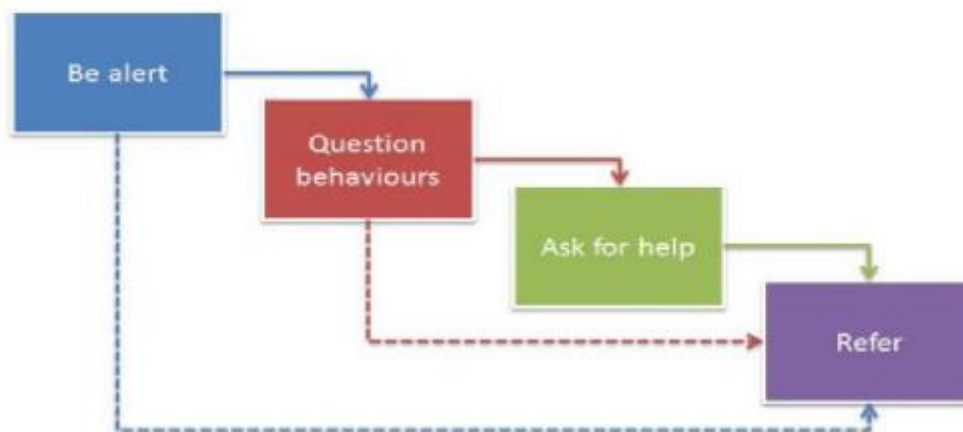 Be alert
Question
behaviours
Ask for help
Refer